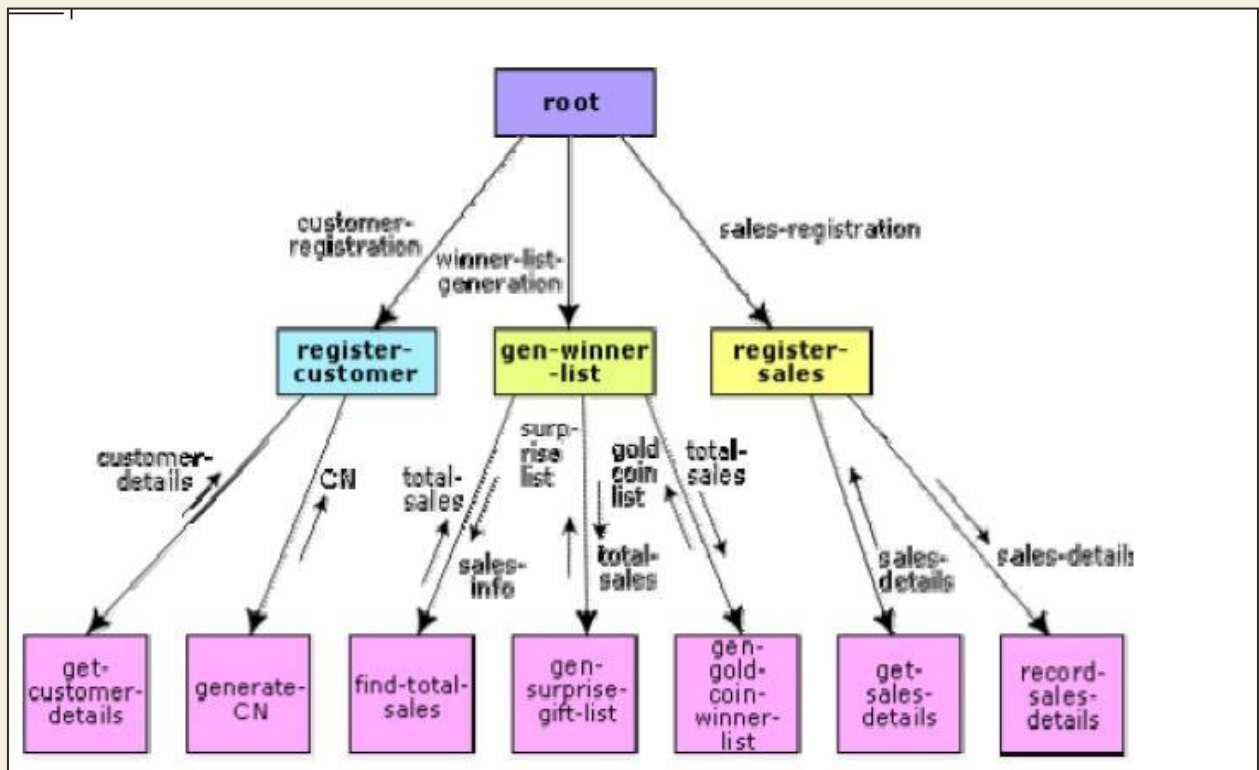 root
customer-
registration
winner-list-
generation
sales-registration
register-
customer
gen-winner
-list
register-
sales
customer-
details
CN
total-
sales
sales-
info
surp-
rise
list
total-
sales
gold
coin
list
total-
sales
sales-
details
sales-details
get-
customer-
details
generate-
CN
find-total-
sales
gen-
surprise-
gift-list
gen-
gold-
coin-
winner-
list
get-
sales-
details
record-
sales-
details